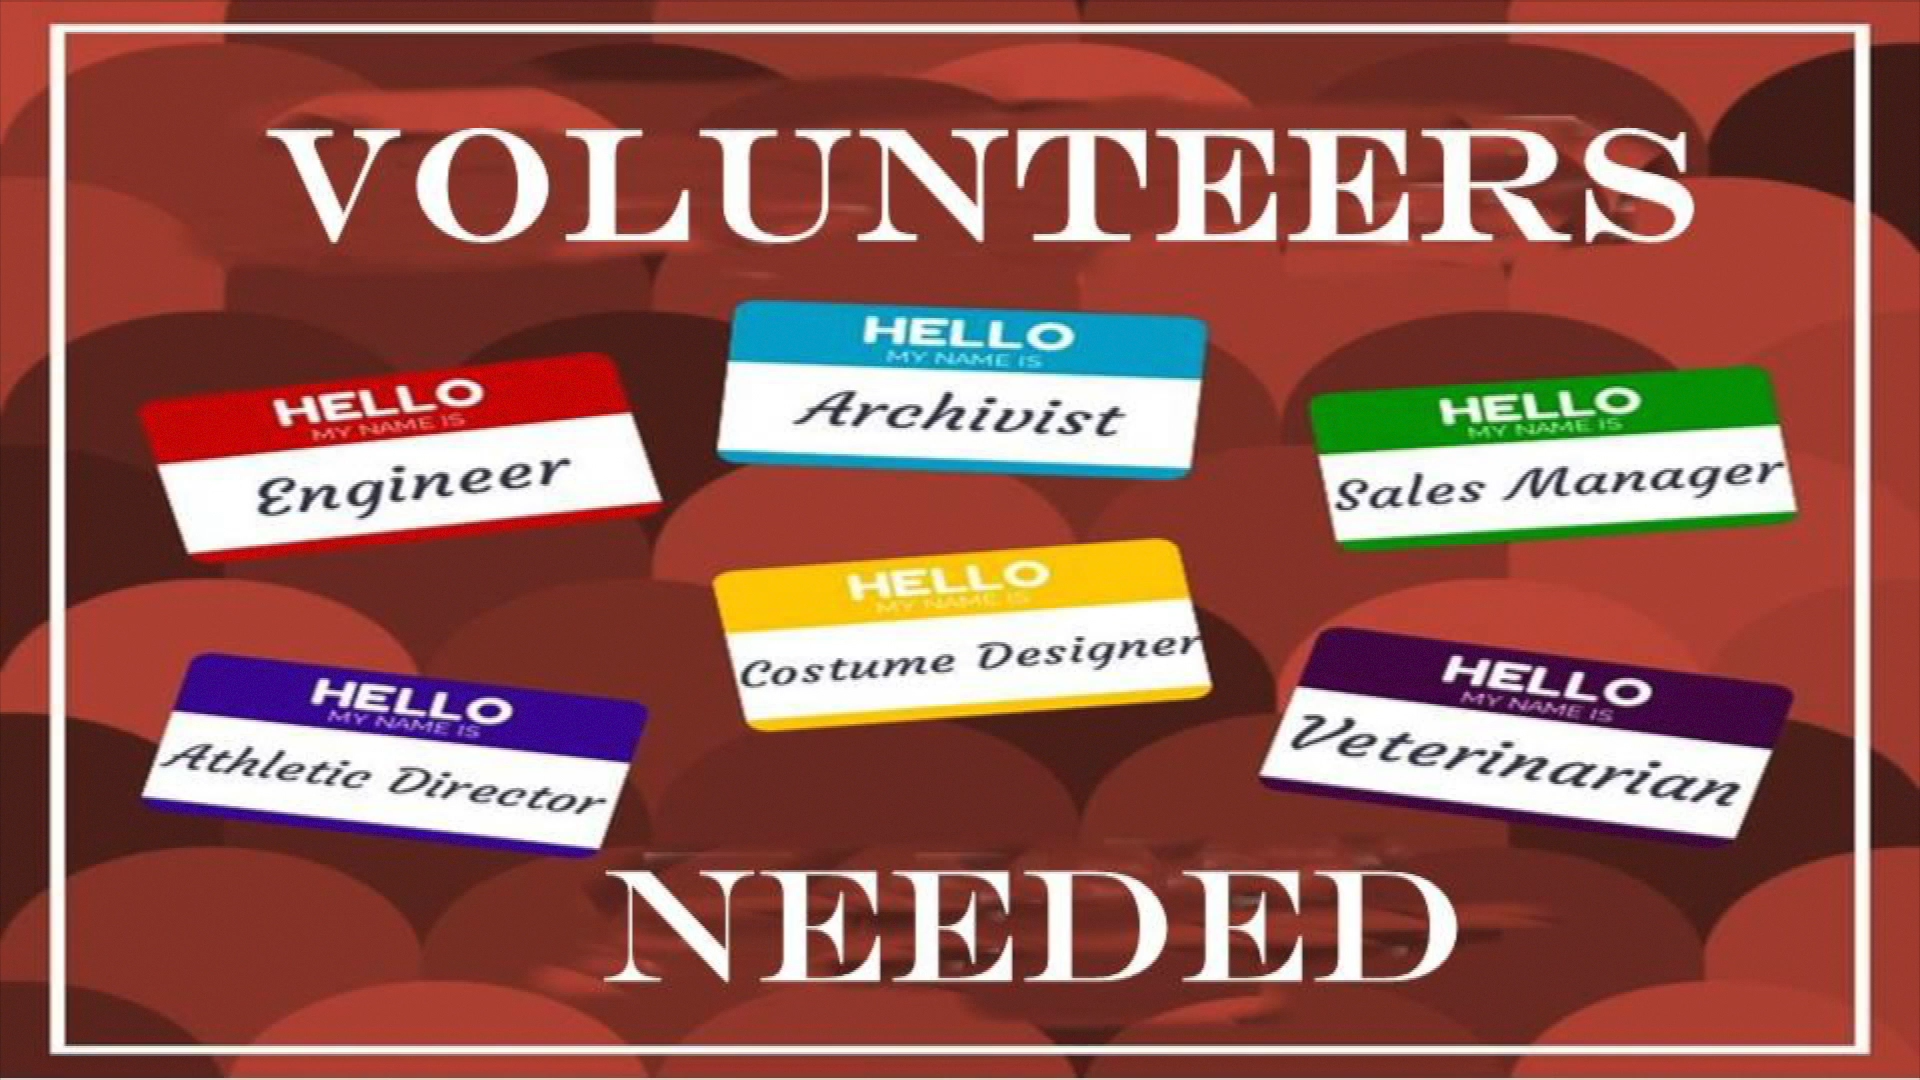 VOLUNTEERS
HELLO
MY NAME IS
Engineer
HELLO
MY NAME IS
Archivist
HELLO
MY NAME IS
Sales Manager
HELLO
MY NAME IS
Athletic Director
HELLO
MY NAME IS
Costume Designer
HELLO
MY NAME IS
Veterinarian
NEEDED